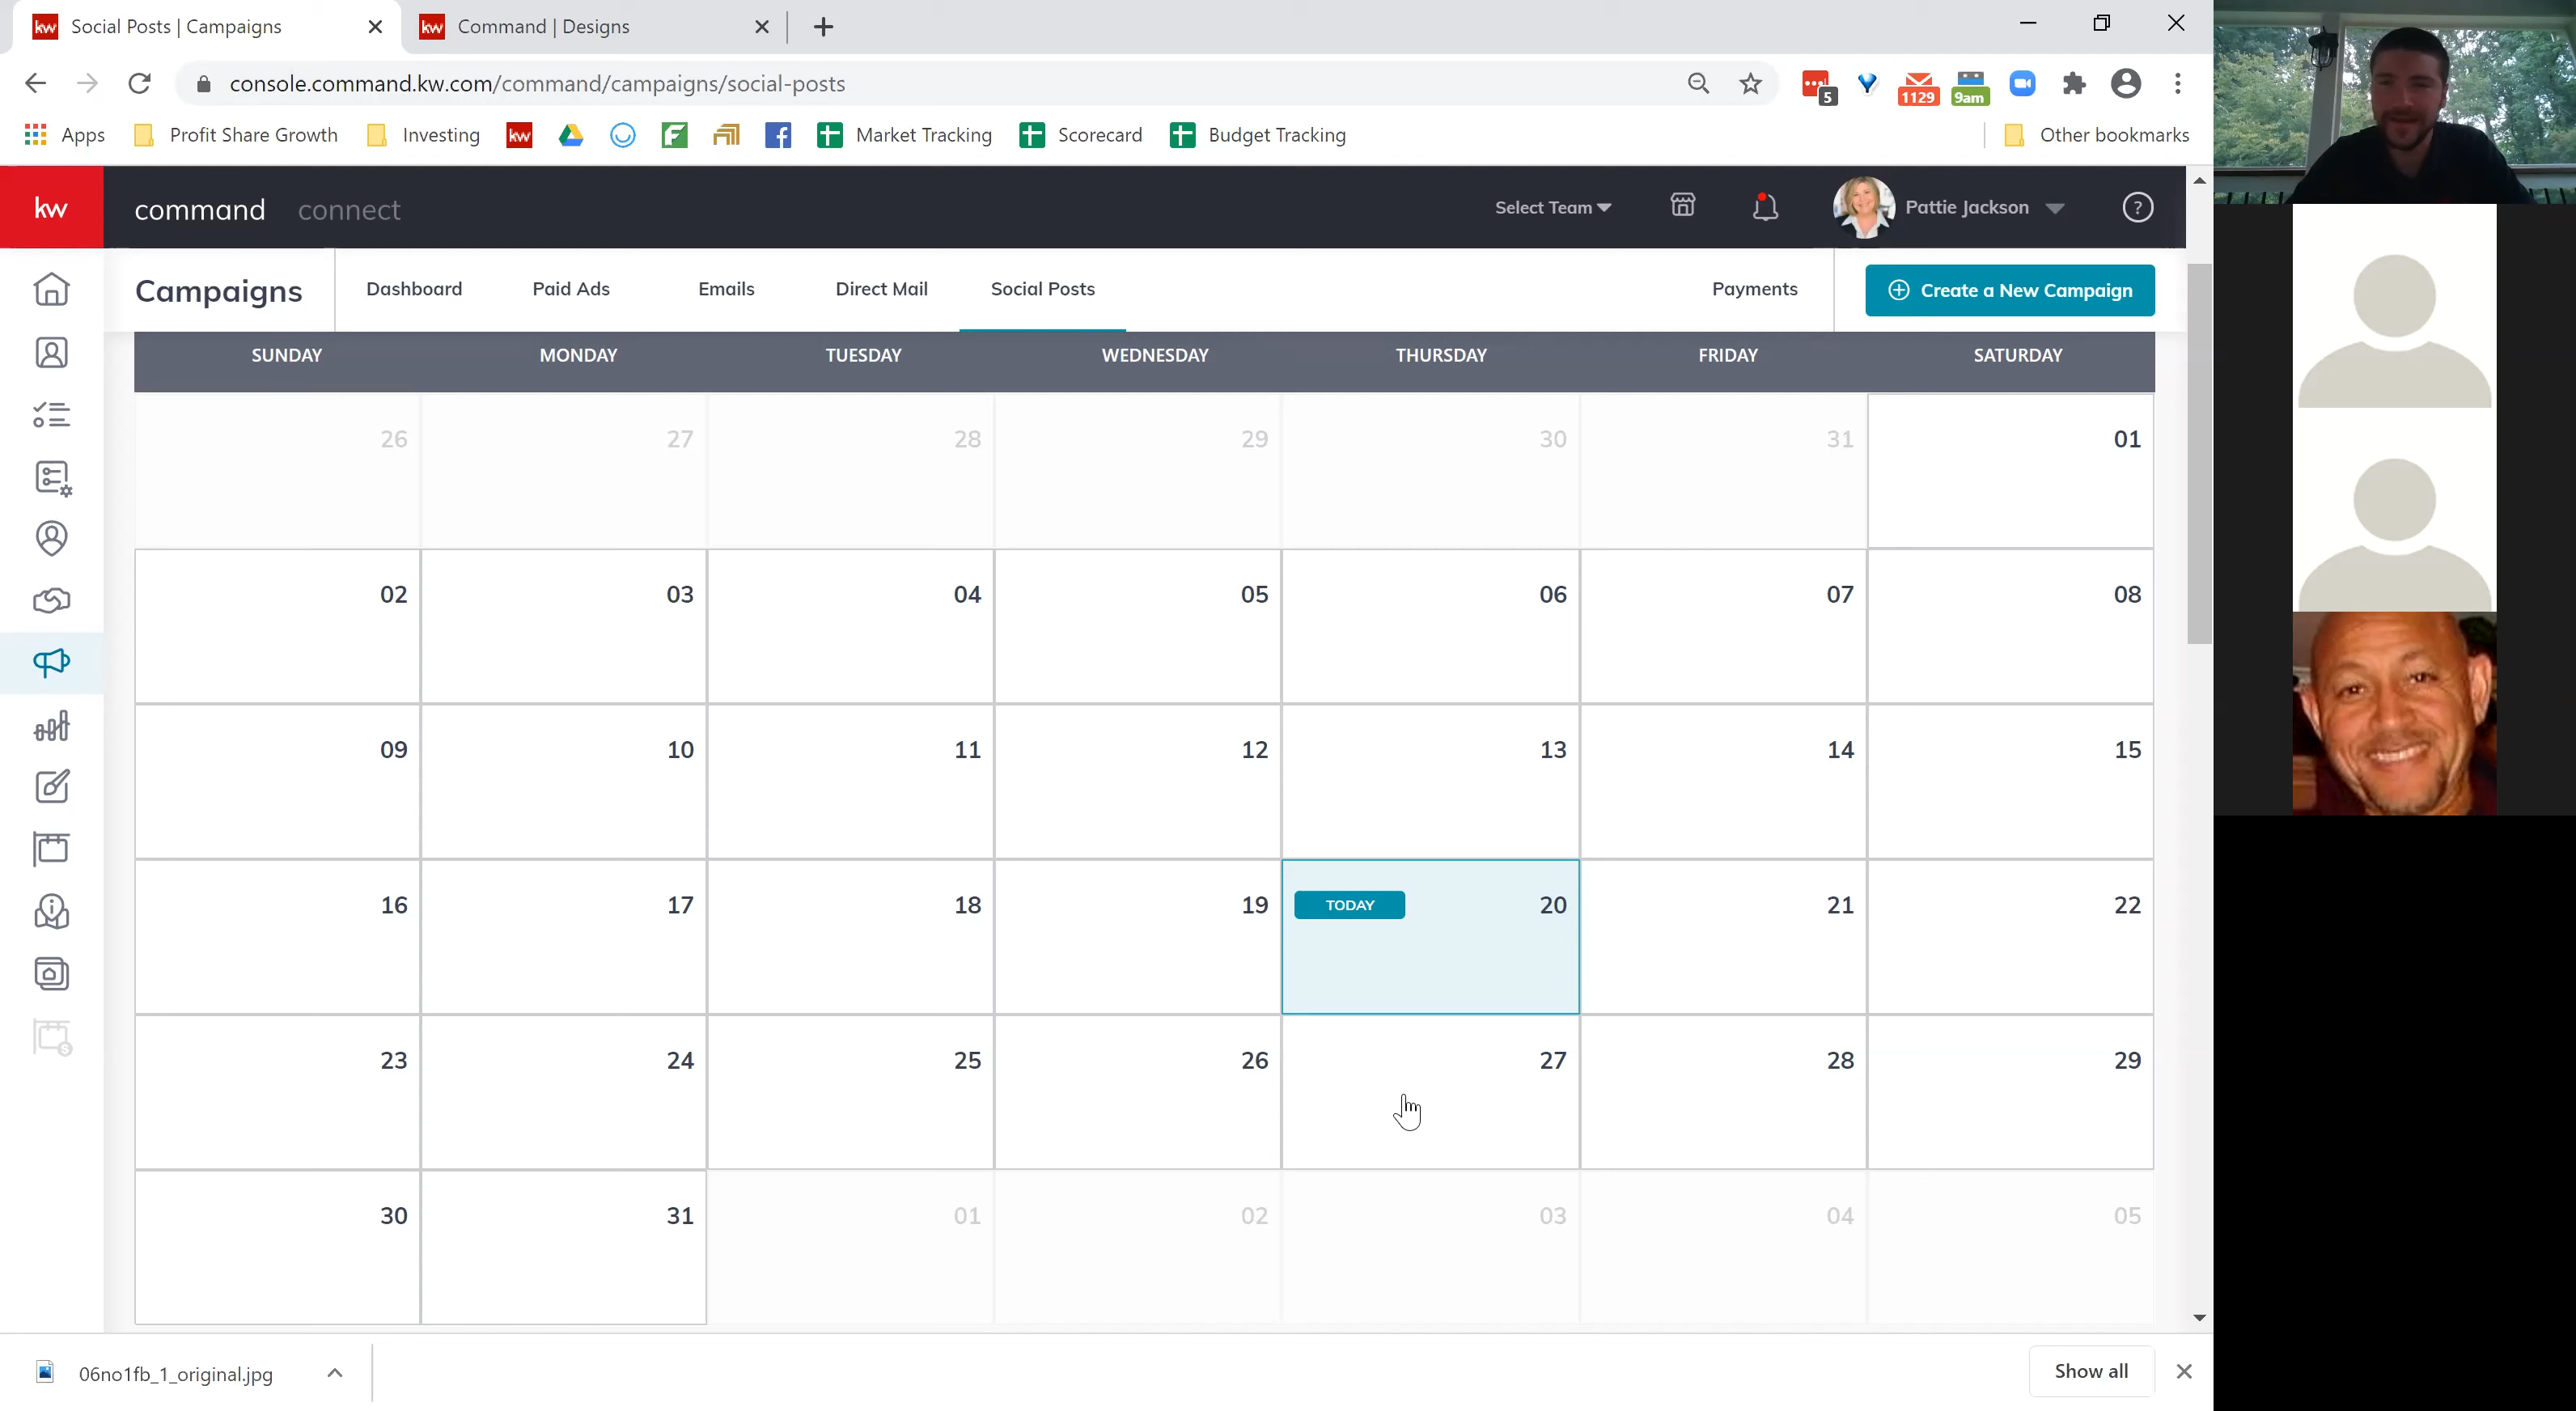 kw Social Posts | Campaigns
kw Command | Designs
console.command.kw.com/command/campaigns/social-posts
5 1129 9am
Apps Profit Share Growth Investing kw Market Tracking Scorecard Budget Tracking Other bookmarks
kw command connect Select Team Pattie Jackson ?
Campaigns Dashboard Paid Ads Emails Direct Mail Social Posts Payments Create a New Campaign
SUNDAY MONDAY TUESDAY WEDNESDAY THURSDAY FRIDAY SATURDAY
26 27 28 29 30 31 01
02 03 04 05 06 07 08
09 10 11 12 13 14 15
16 17 18 19 TODAY 20 21 22
23 24 25 26 27 28 29
30 31 01 02 03 04 05
06no1fb_1_original.jpg Show all